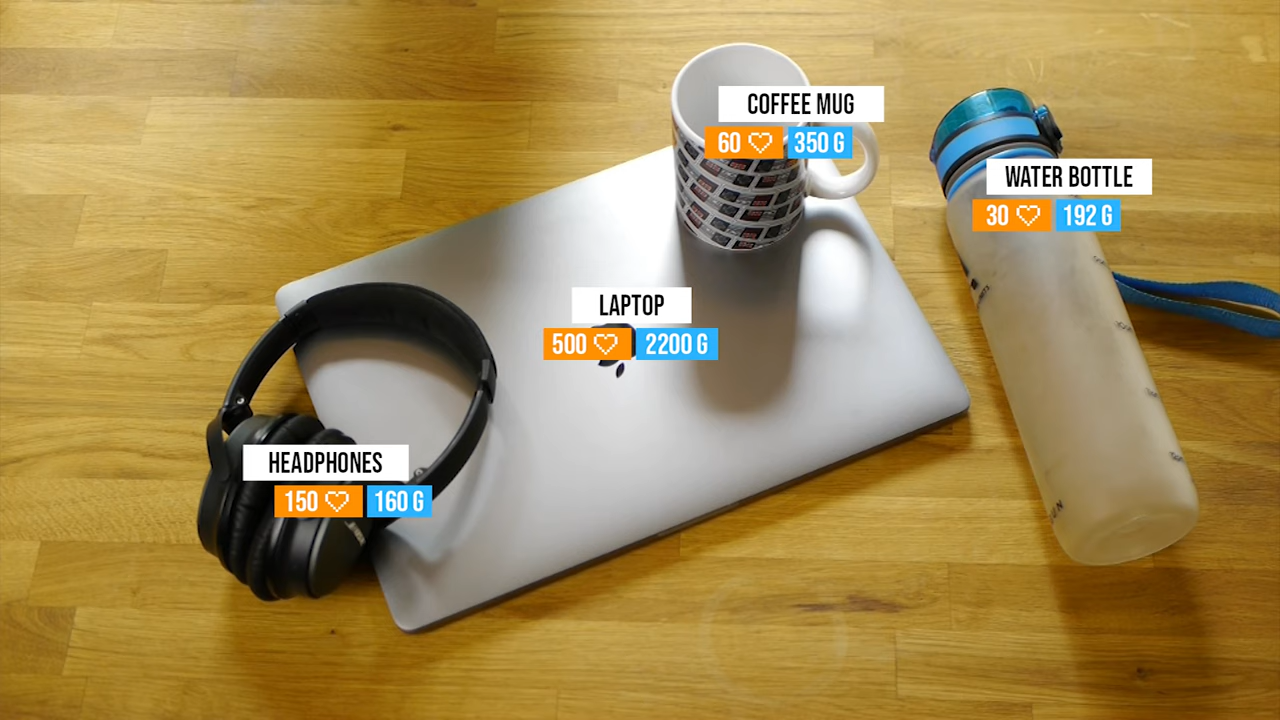 COFFEE MUG
60 350 G
WATER BOTTLE
30 192 G
LAPTOP
500 2200 G
HEADPHONES
150 160 G